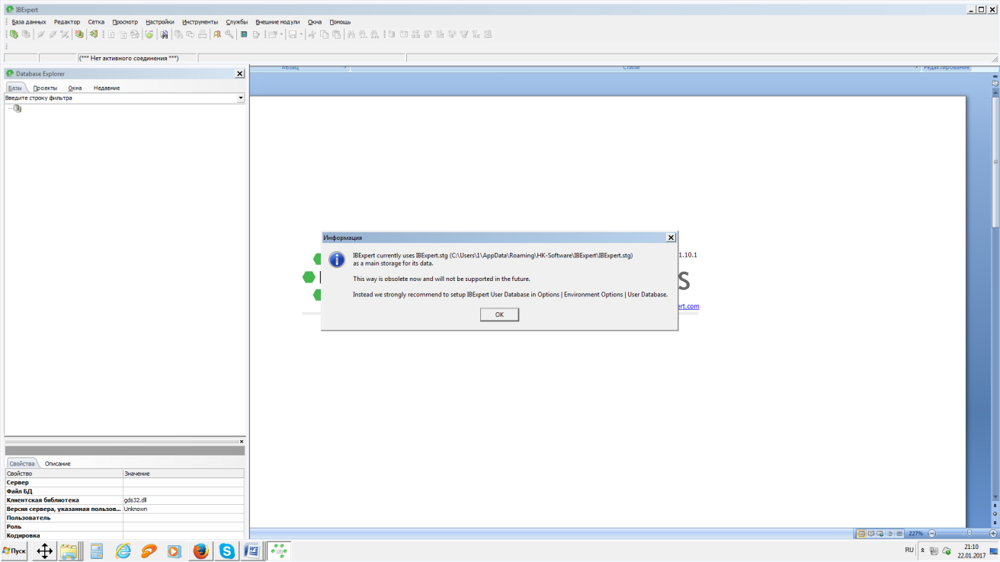 IBExpert
База данных Редактор Сетка Просмотр Настройки Инструменты Службы Внешние модули Окна Помощь
(*** Нет активного соединения ***)
Database Explorer
Базы Проекты Окна Недавние
Введите строку фильтра
Абзац Стили Редактирование
Информация
IBExpert currently uses IBExpert.stg (C:\Users\1\AppData\Roaming\HK-Software\IBExpert\IBExpert.stg)
as a main storage for its data.
This way is obsolete now and will not be supported in the future.
Instead we strongly recommend to setup IBExpert User Database in Options | Environment Options | User Database.
OK
1.10.1
S
ert.com
Свойства Описание
Свойство Значение
Сервер
Файл БД
Клиентская библиотека gds32.dll
Версия сервера, указанная пользов... Unknown
Пользователь
Роль
Кодировка
227%
Пуск
RU
21:10
22.01.2017